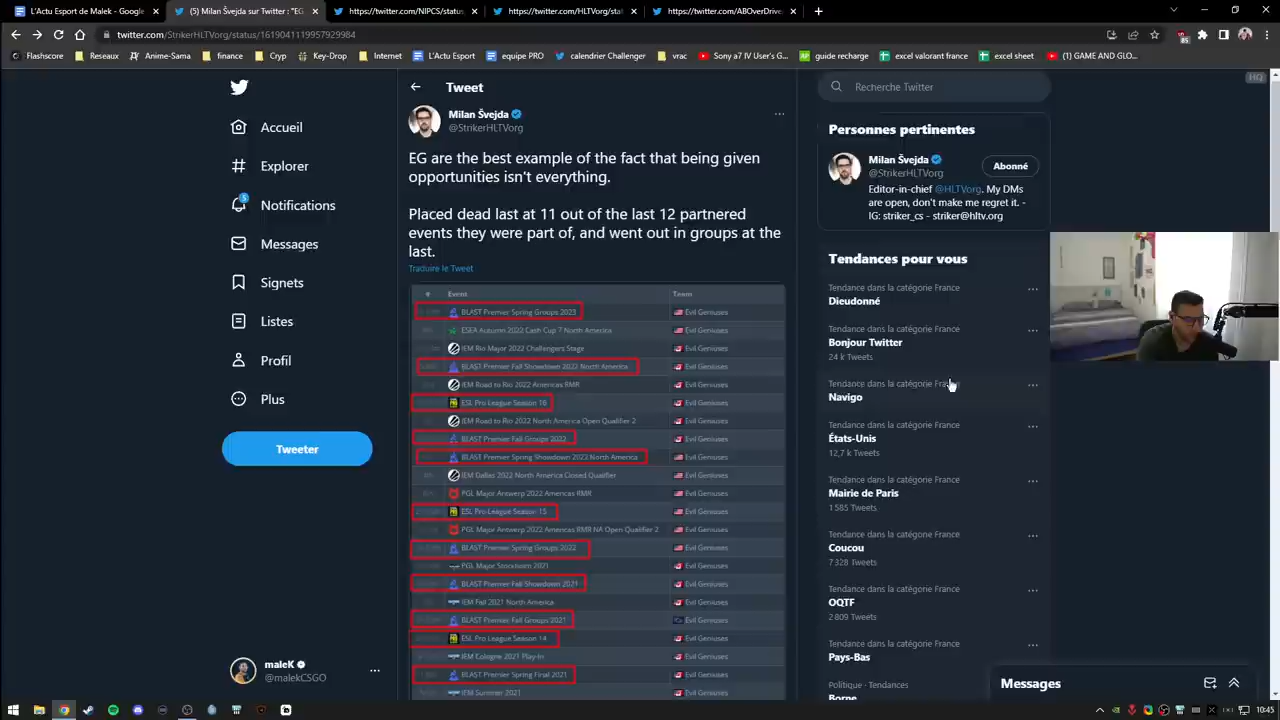 L'Actu Esport de Malek - Google
(5) Milan Švejda sur Twitter : "EG
https://twitter.com/NiPCS/status
https://twitter.com/HLTVorg/stat
https://twitter.com/ABOverDrive
twitter.com/StrikerHLTVorg/status/1619041119957929984
Flashscore
Reaux
Anime-Sama
finance
Cryp
Key-Drop
Internet
L'Actu Esport
equipe PRO
calendrier Challenger
vrac
Sony a7 IV User's G...
guide recharge
excel valorant france
excel sheet
(1) GAME AND GLO...
Accueil
Explorer
5
Notifications
Messages
Signets
Listes
Profil
Plus
Tweeter
maleK
@malekCSGO
Tweet
Milan Švejda
@StrikerHLTVorg
EG are the best example of the fact that being given
opportunities isn't everything.
Placed dead last at 11 out of the last 12 partnered
events they were part of, and went out in groups at the
last.
Traduire le Tweet
Event Team
BLAST Premier Spring Groups 2023 Evil Geniuses
ESEA Autumn 2022 Cash Cup 7 North America Evil Geniuses
IEM Rio Major 2022 Challengers Stage Evil Geniuses
BLAST Premier Fall Showdown 2022 North America Evil Geniuses
IEM Road to Rio 2022 Americas RMR Evil Geniuses
ESL Pro League Season 16 Evil Geniuses
IEM Road to Rio 2022 North America Open Qualifier 2 Evil Geniuses
BLAST Premier Fall Groups 2022 Evil Geniuses
BLAST Premier Spring Showdown 2022 North America Evil Geniuses
IEM Dallas 2022 North America Closed Qualifier Evil Geniuses
PGL Major Antwerp 2022 Americas RMR Evil Geniuses
ESL Pro League Season 15 Evil Geniuses
PGL Major Antwerp 2022 Americas RMR NA Open Qualifier 2 Evil Geniuses
BLAST Premier Spring Groups 2022 Evil Geniuses
PGL Major Stockholm 2021 Evil Geniuses
BLAST Premier Fall Showdown 2021 Evil Geniuses
IEM Fall 2021 North America Evil Geniuses
BLAST Premier Fall Groups 2021 Evil Geniuses
ESL Pro League Season 14 Evil Geniuses
IEM Cologne 2021 Play-In Evil Geniuses
BLAST Premier Spring Final 2021 Evil Geniuses
IEM Summer 2021 Evil Geniuses
HQ
Recherche Twitter
Personnes pertinentes
Milan Švejda
@StrikerHLTVorg
Abonné
Editor-in-chief @HLTVorg. My DMs
are open, don't make me regret it. -
IG: striker_cs - striker@hltv.org
Tendances pour vous
Tendance dans la catégorie France
Dieudonné
Tendance dans la catégorie France
Bonjour Twitter
24 k Tweets
Tendance dans la catégorie France
Navigo
Tendance dans la catégorie France
États-Unis
12,7 k Tweets
Tendance dans la catégorie France
Mairie de Paris
1 585 Tweets
Tendance dans la catégorie France
Coucou
7 328 Tweets
Tendance dans la catégorie France
OQTF
2 809 Tweets
Tendance dans la catégorie France
Pays-Bas
Politique · Tendances
Borne
Messages
10:45